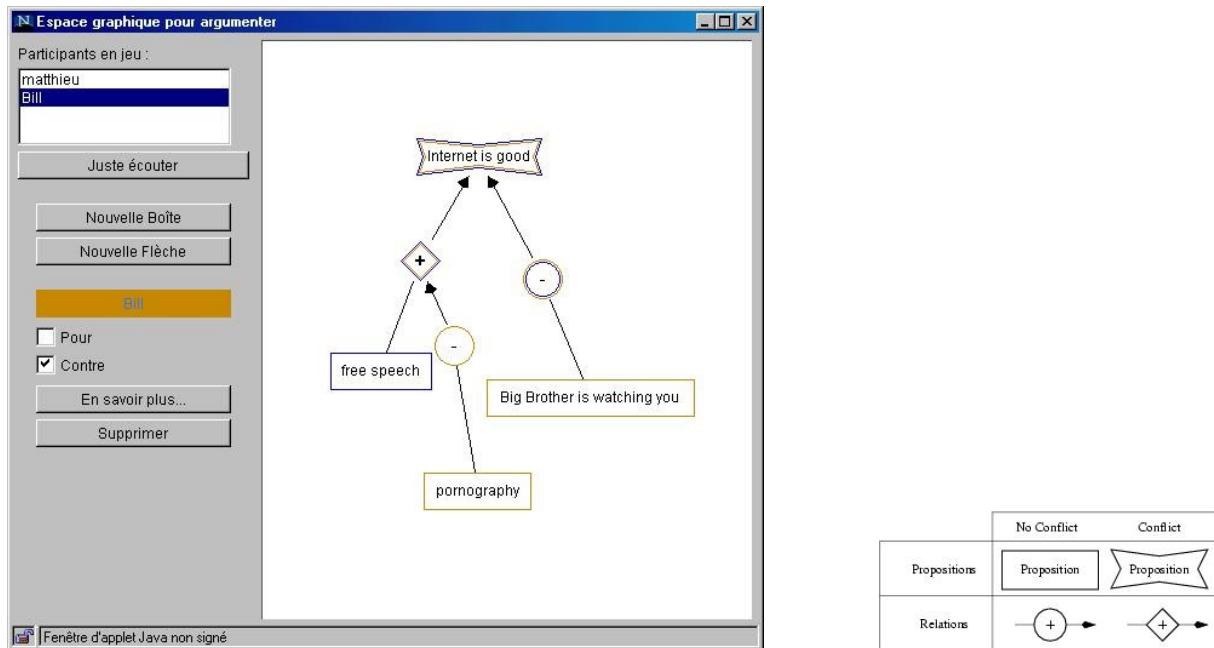 Espace graphique pour argumenter
Participants en jeu :
matthieu
Bill
Juste écouter
Nouvelle Boîte
Nouvelle Flèche
Bill
Pour
Contre
En savoir plus...
Supprimer
Internet is good
+
-
-
free speech
Big Brother is watching you
pornography
Fenêtre d'applet Java non signé
No Conflict Conflict
Propositions Proposition Proposition
Relations + +